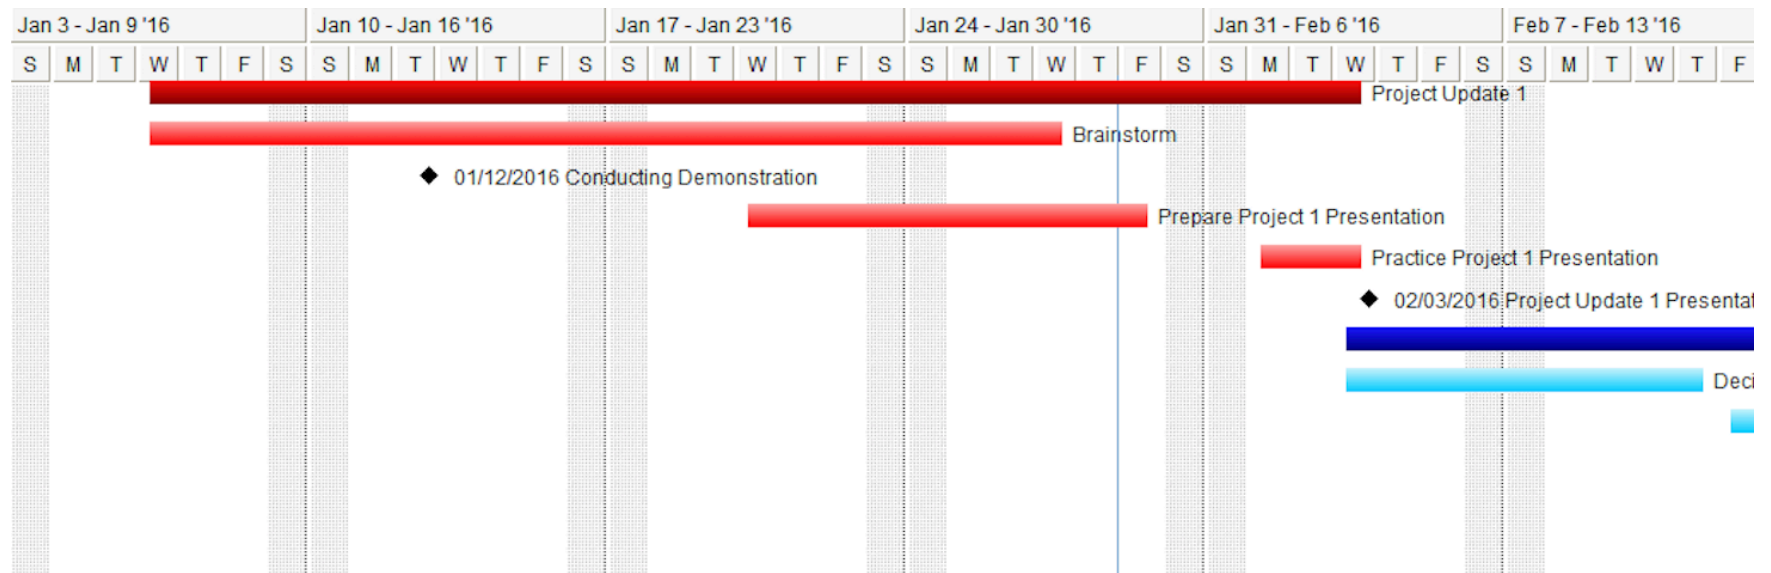 Jan 3 - Jan 9 '16 Jan 10 - Jan 16 '16 Jan 17 - Jan 23 '16 Jan 24 - Jan 30 '16 Jan 31 - Feb 6 '16 Feb 7 - Feb 13 '16
S M T W T F S S M T W T F S S M T W T F S S M T W T F S S M T W T F S S M T W T F
Project Update 1
Brainstorm
01/12/2016 Conducting Demonstration
Prepare Project 1 Presentation
Practice Project 1 Presentation
02/03/2016 Project Update 1 Presentat
Deci